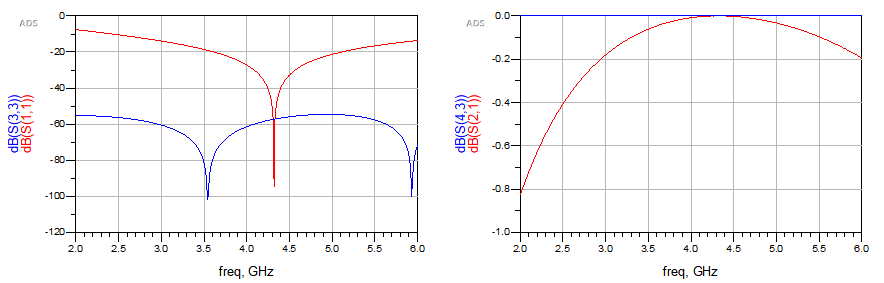 ADS
dB(S(3,3))
dB(S(1,1))
0
-20
-40
-60
-80
-100
-120
2.0 2.5 3.0 3.5 4.0 4.5 5.0 5.5 6.0
freq, GHz
ADS
dB(S(4,3))
dB(S(2,1))
0.0
-0.2
-0.4
-0.6
-0.8
-1.0
2.0 2.5 3.0 3.5 4.0 4.5 5.0 5.5 6.0
freq, GHz